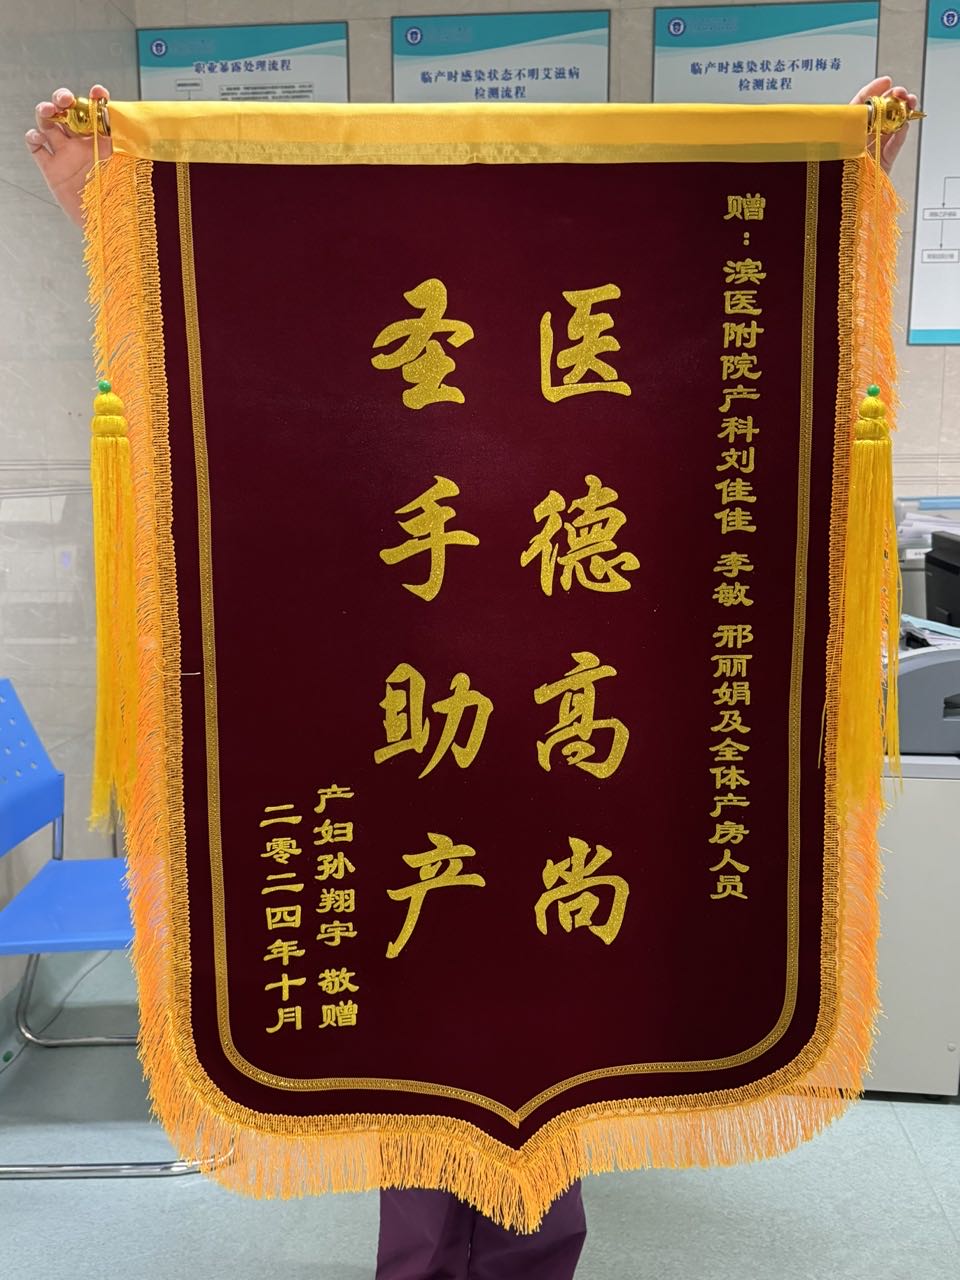 职业暴露处理流程
临产时感染状态不明艾滋病
检测流程
临产时感染状态不明梅毒
检测流程
赠：滨医附院产科刘佳佳 李敏 邢丽娟及全体产房人员
医德高尚
圣手助产
产妇孙翔宇 敬赠
二零二四年十月